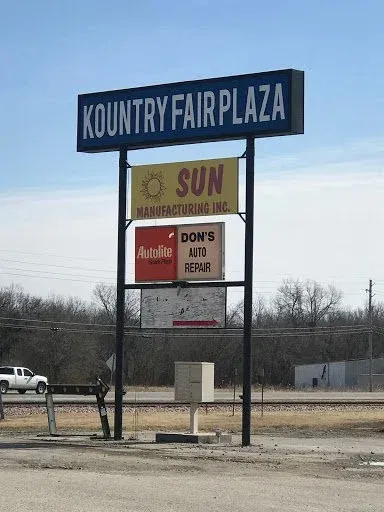 KOUNTRY FAIR PLAZA
SUN
MANUFACTURING INC.
Autolite
DON'S
AUTO
REPAIR